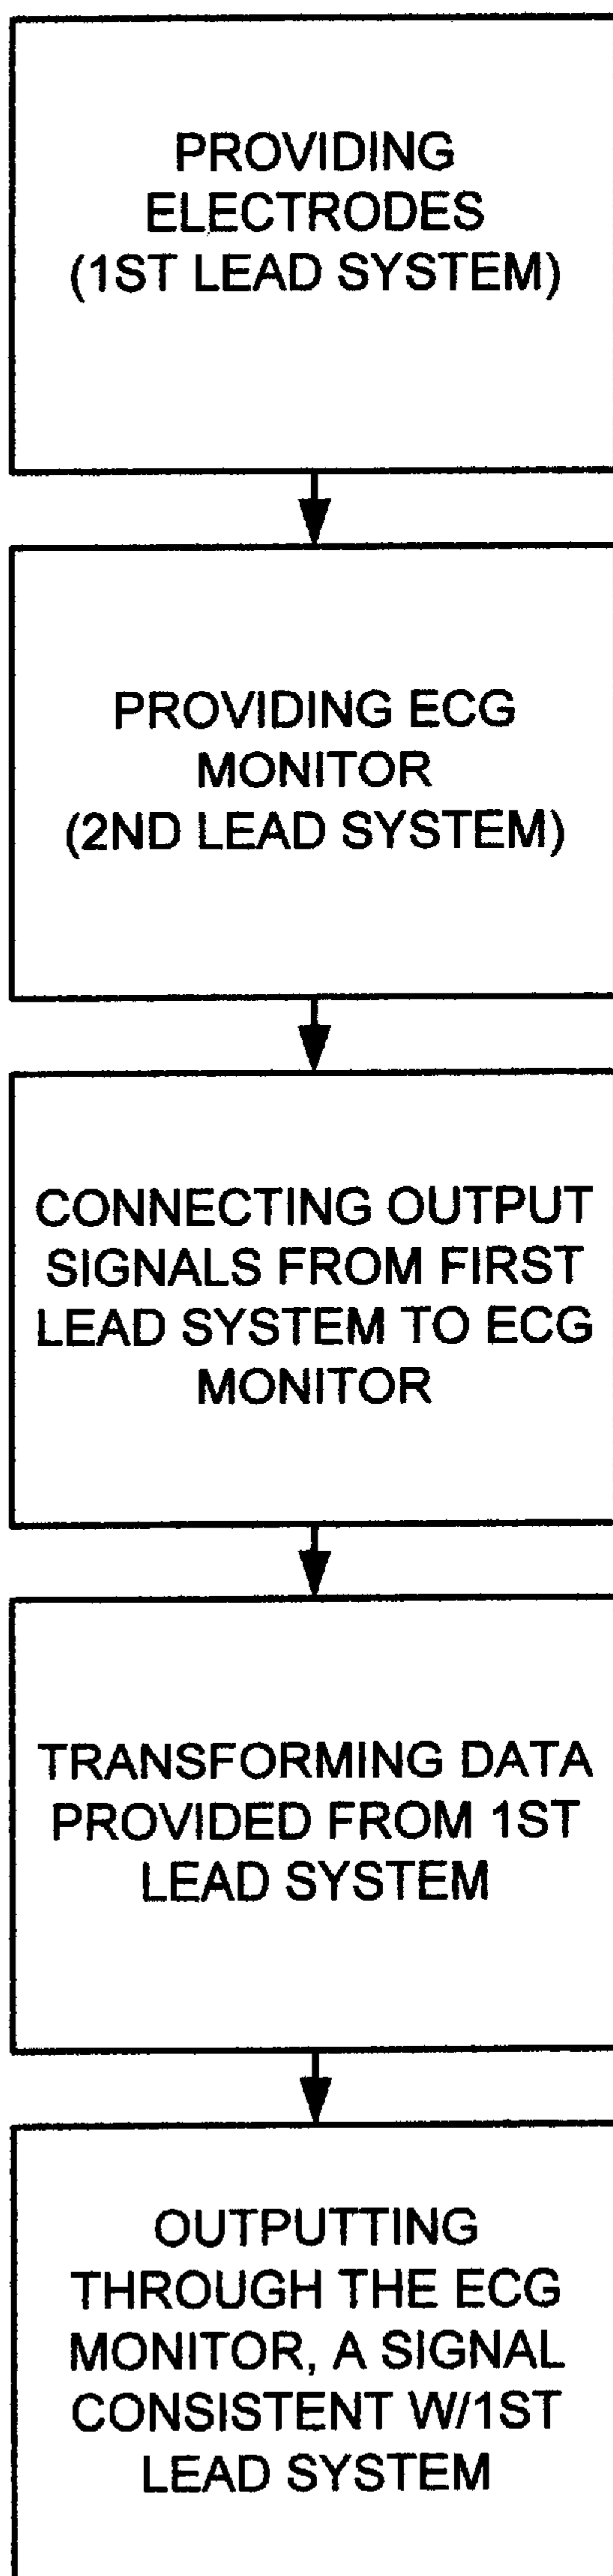 PROVIDING
ELECTRODES
(1ST LEAD SYSTEM)
PROVIDING ECG
MONITOR
(2ND LEAD SYSTEM)
CONNECTING OUTPUT
SIGNALS FROM FIRST
LEAD SYSTEM TO ECG
MONITOR
TRANSFORMING DATA
PROVIDED FROM 1ST
LEAD SYSTEM
OUTPUTTING
THROUGH THE ECG
MONITOR, A SIGNAL
CONSISTENT W/1ST
LEAD SYSTEM